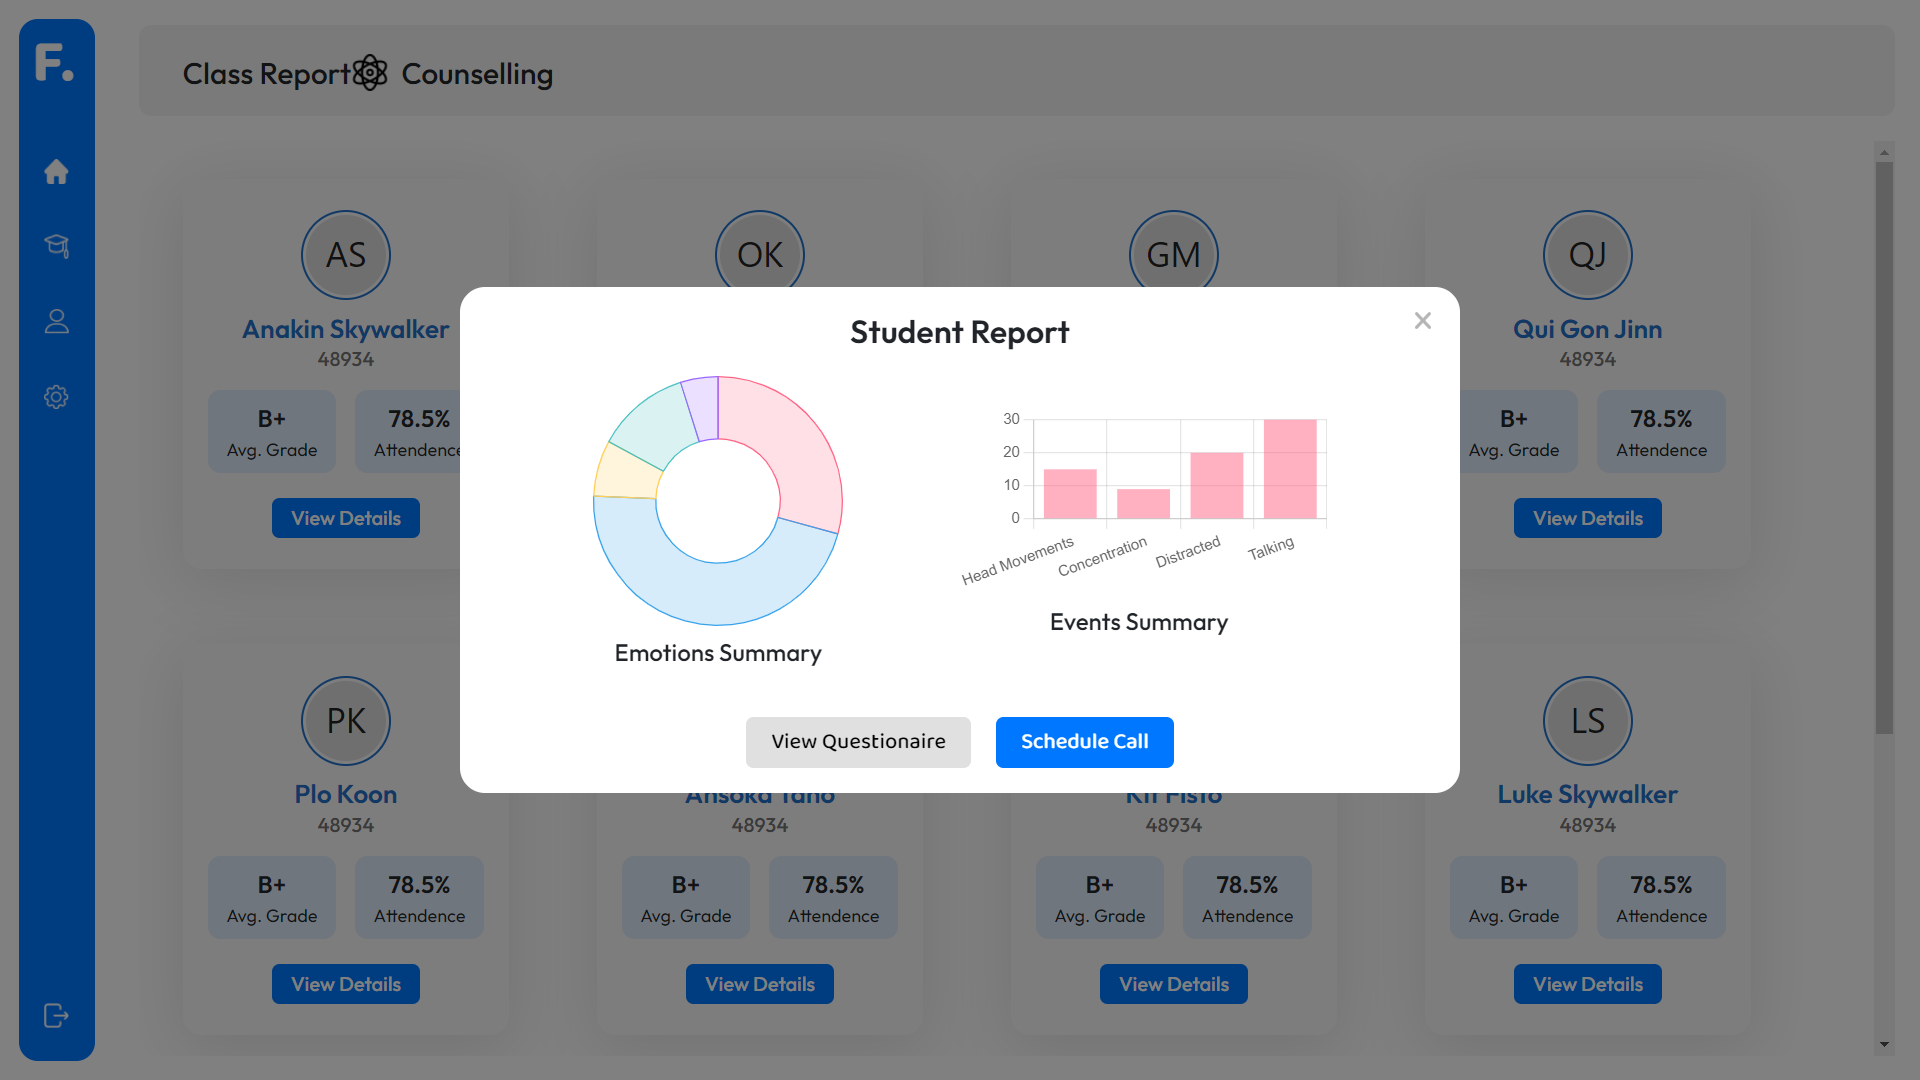 F.
Class Report Counselling
AS
OK
GM
QJ
Anakin Skywalker
Qui Gon Jinn
48934
48934
B+
Avg. Grade
78.5%
Attendence
B+
Avg. Grade
78.5%
Attendence
View Details
View Details
Student Report
30
20
10
0
Head Movements
Concentration
Distracted
Talking
Emotions Summary
Events Summary
View Questionaire
Schedule Call
PK
LS
Plo Koon
Ahsoka Tano
Kit Fisto
Luke Skywalker
48934
48934
48934
48934
B+
Avg. Grade
78.5%
Attendence
B+
Avg. Grade
78.5%
Attendence
B+
Avg. Grade
78.5%
Attendence
B+
Avg. Grade
78.5%
Attendence
View Details
View Details
View Details
View Details